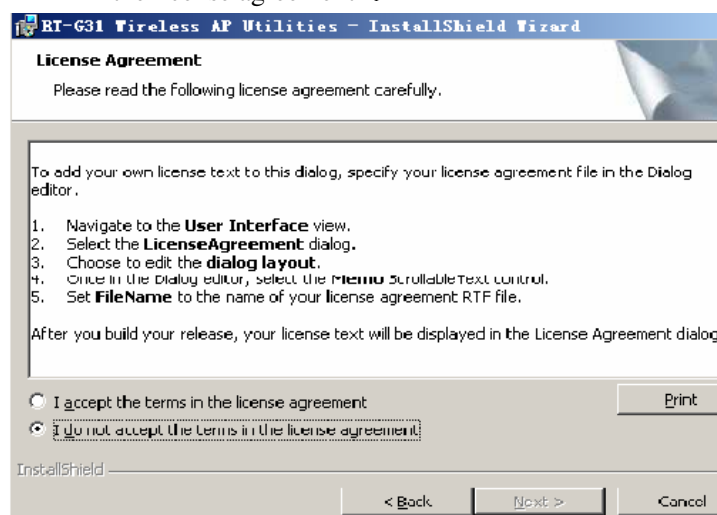 RT-G31 Wireless AP Utilities - InstallShield Wizard
License Agreement
Please read the following license agreement carefully.
To add your own license text to this dialog, specify your license agreement file in the Dialog
editor.
1. Navigate to the User Interface view.
2. Select the LicenseAgreement dialog.
3. Choose to edit the dialog layout.
4. Once in the Dialog editor, select the Memo ScrollableText control.
5. Set FileName to the name of your license agreement RTF file.
After you build your release, your license text will be displayed in the License Agreement dialog
I accept the terms in the license agreement
Print
I do not accept the terms in the license agreement
InstallShield
< Back
Next >
Cancel